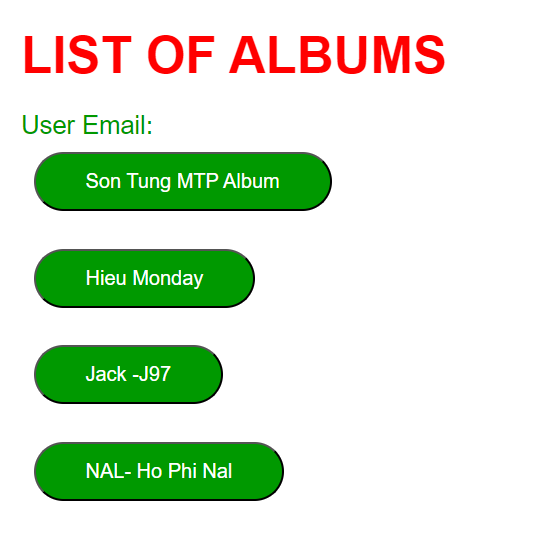 LIST OF ALBUMS
User Email:
Son Tung MTP Album
Hieu Monday
Jack -J97
NAL- Ho Phi Nal